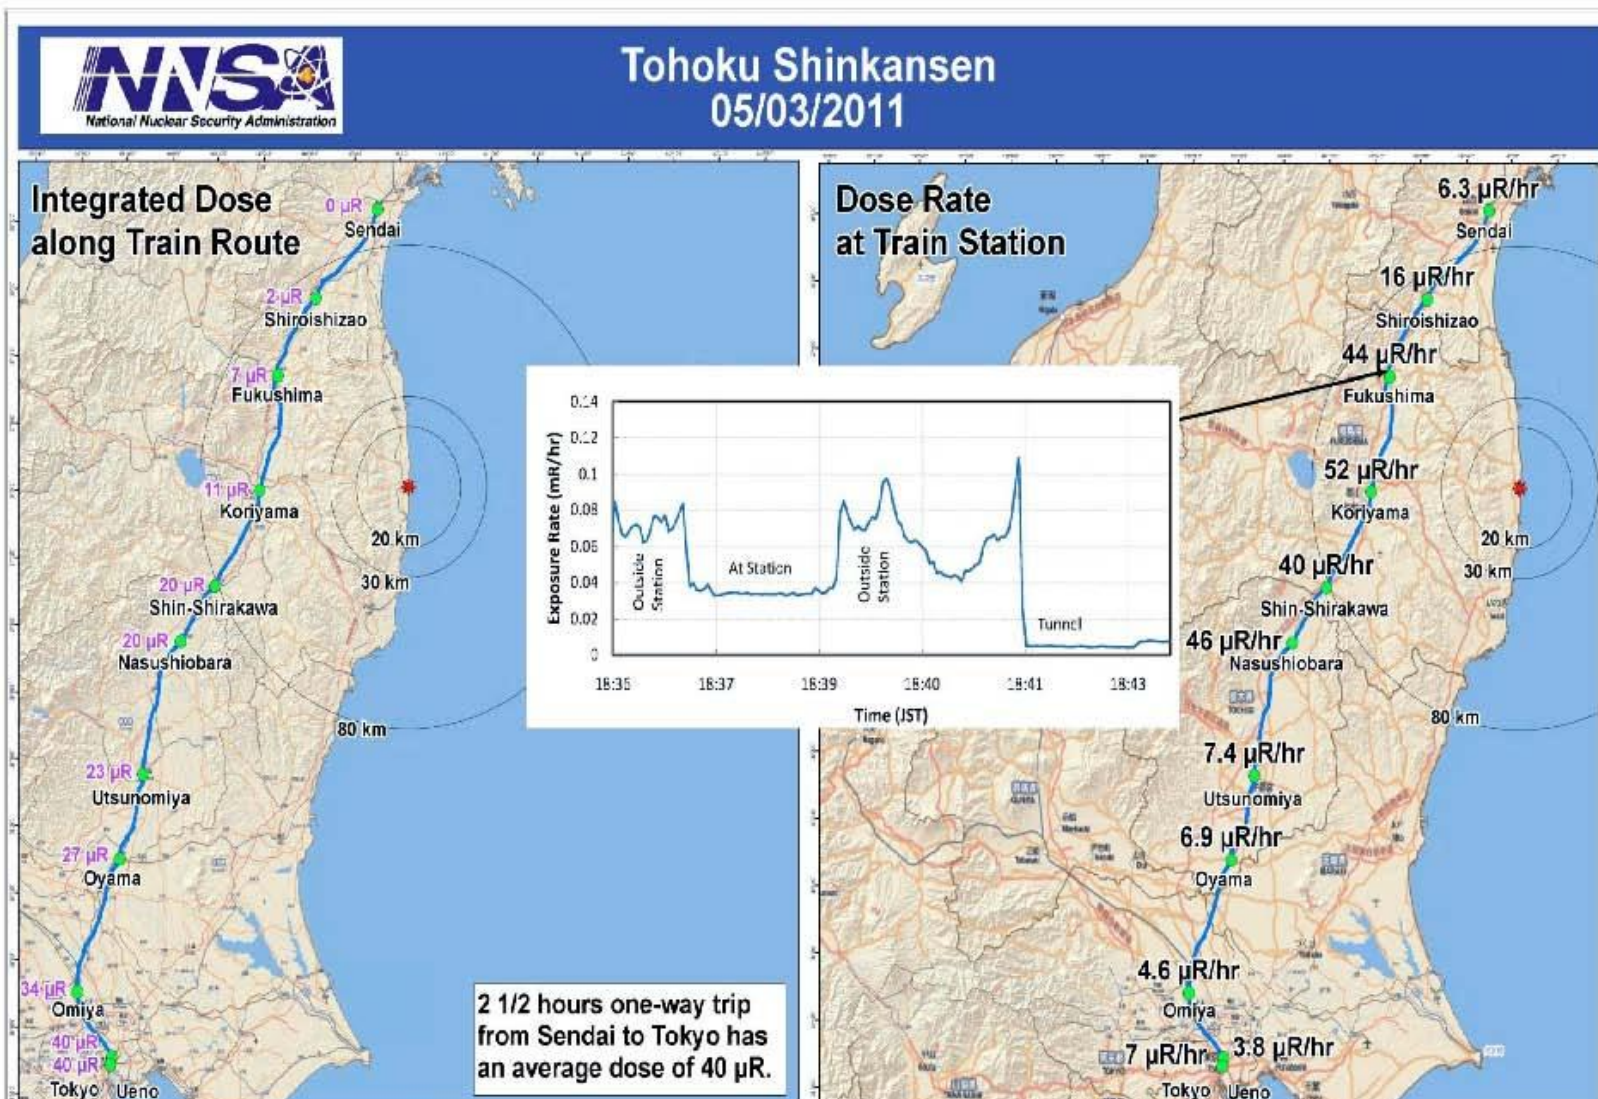 NNSA
National Nuclear Security Administration
Tohoku Shinkansen
05/03/2011
Integrated Dose
along Train Route
0 µR
Sendai
2 µR
Shiroishizao
7 µR
Fukushima
11 µR
Koriyama
20 µR
Shin-Shirakawa
20 µR
Nasushiobara
23 µR
Utsunomiya
27 µR
Oyama
34 µR
Omiya
40 µR
40 µR
Tokyo Ueno
20 km
30 km
80 km
2 1/2 hours one-way trip
from Sendai to Tokyo has
an average dose of 40 µR.
Exposure Rate (mR/hr)
0.14
0.12
0.1
0.08
0.06
0.04
0.02
0
Outside
Station
At Station
Outside
Station
Tunnel
18:36
18:37
18:39
18:40
18:41
18:43
Time (JST)
Dose Rate
at Train Station
6.3 µR/hr
Sendai
16 µR/hr
Shiroishizao
44 µR/hr
Fukushima
52 µR/hr
Koriyama
40 µR/hr
Shin-Shirakawa
46 µR/hr
Nasushiobara
7.4 µR/hr
Utsunomiya
6.9 µR/hr
Oyama
4.6 µR/hr
Omiya
7 µR/hr
3.8 µR/hr
Tokyo Ueno
20 km
30 km
80 km